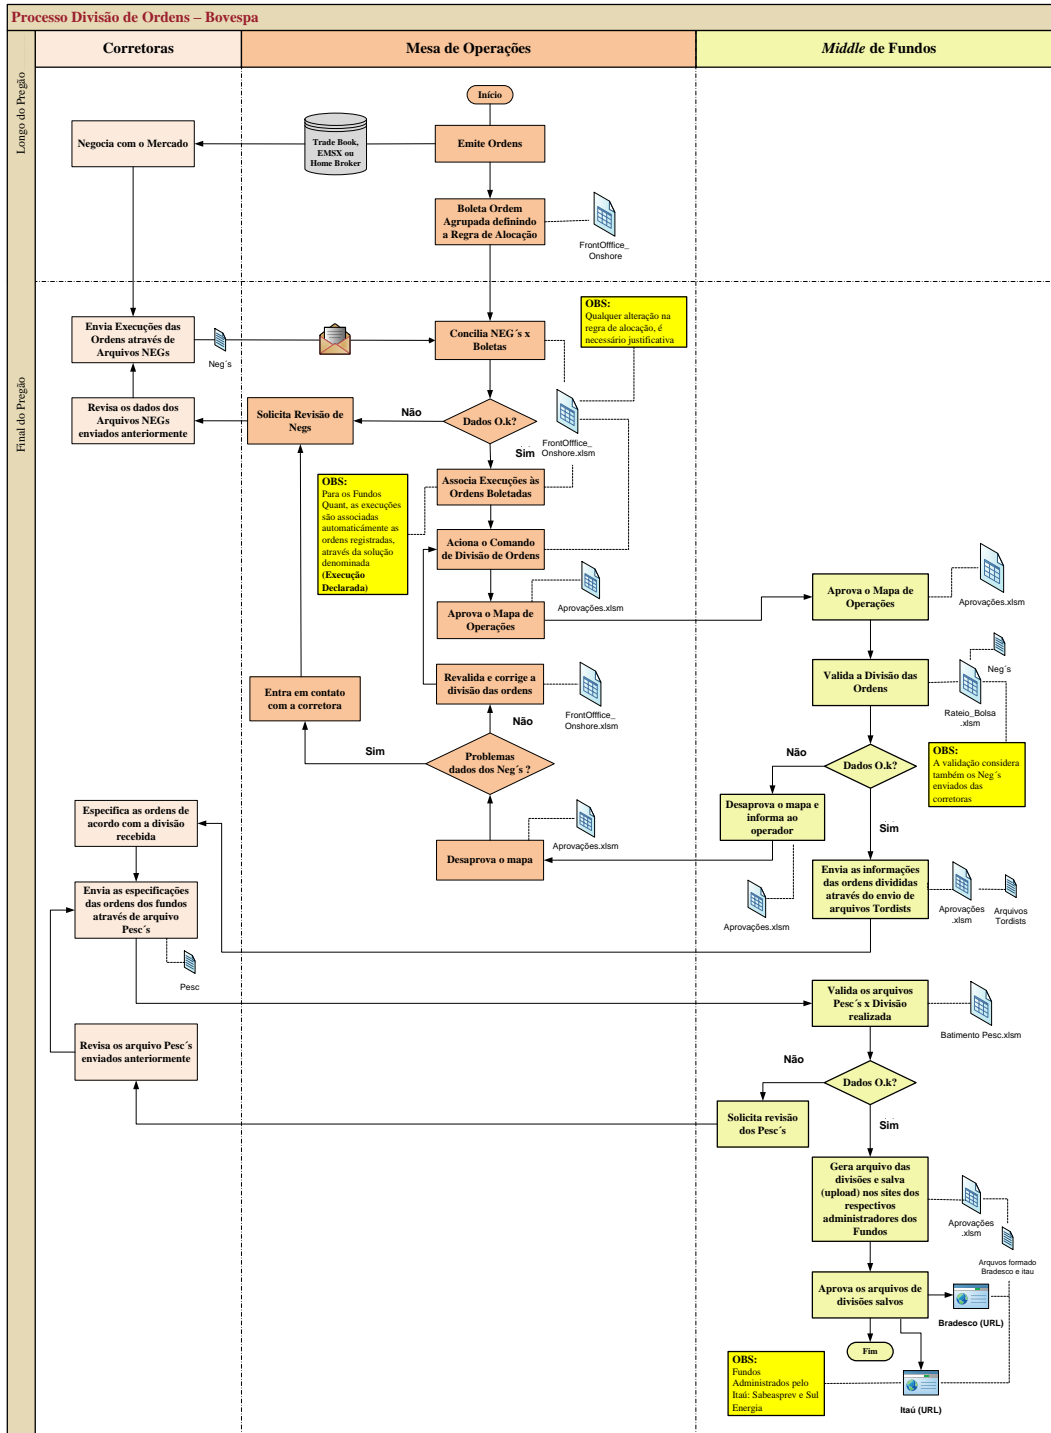 Processo Divisão de Ordens – Bovespa
Corretoras
Mesa de Operações
Middle de Fundos
Longo do Pregão
Início
Negocia com o Mercado
Trade Book,
EMSX ou
Home Broker
Emite Ordens
Boleta Ordem
Agrupada definindo
a Regra de Alocação
FrontOfffice_
Onshore
Final do Pregão
Envia Execuções das
Ordens através de
Arquivos NEGs
Neg´s
Concilia NEG´s x
Boletas
OBS:
Qualquer alteração na
regra de alocação, é
necessário justificativa
Revisa os dados dos
Arquivos NEGs
enviados anteriormente
Solicita Revisão de
Negs
Não
Dados O.k?
Sim
FrontOfffice_
Onshore.xlsm
OBS:
Para os Fundos
Quant, as execuções
são associadas
automaticámente as
ordens registradas,
através da solução
denominada
(Execução
Declarada)
Associa Execuções às
Ordens Boletadas
Aciona o Comando
de Divisão de Ordens
Aprovações.xlsm
Aprova o Mapa de
Operações
Aprova o Mapa de
Operações
Aprovações.xlsm
Neg´s
Valida a Divisão das
Ordens
Rateio_Bolsa
.xlsm
Entra em contato
com a corretora
Revalida e corrige a
divisão das ordens
FrontOfffice_
Onshore.xlsm
Não
Sim
Problemas
dados dos Neg´s ?
Não
Dados O.k?
OBS:
A validação considera
também os Neg´s
enviados das
corretoras
Sim
Especifica as ordens de
acordo com a divisão
recebida
Desaprova o mapa
Aprovações.xlsm
Desaprova o mapa e
informa ao
operador
Aprovações.xlsm
Envia as informações
das ordens divididas
através do envio de
arquivos Tordists
Aprovações
.xlsm
Arquivos
Tordists
Envia as especificações
das ordens dos fundos
através de arquivo
Pesc´s
Pesc
Valida os arquivos
Pesc´s x Divisão
realizada
Batimento Pesc.xlsm
Revisa os arquivo Pesc´s
enviados anteriormente
Não
Dados O.k?
Solicita revisão
dos Pesc´s
Sim
Gera arquivo das
divisões e salva
(upload) nos sites dos
respectivos
administradores dos
Fundos
Aprovações
.xlsm
Arquvos formado
Bradesco e itau
Aprova os arquivos de
divisões salvos
Bradesco (URL)
Fim
OBS:
Fundos
Administrados pelo
Itaú: Sabeasprev e Sul
Energia
Itaú (URL)